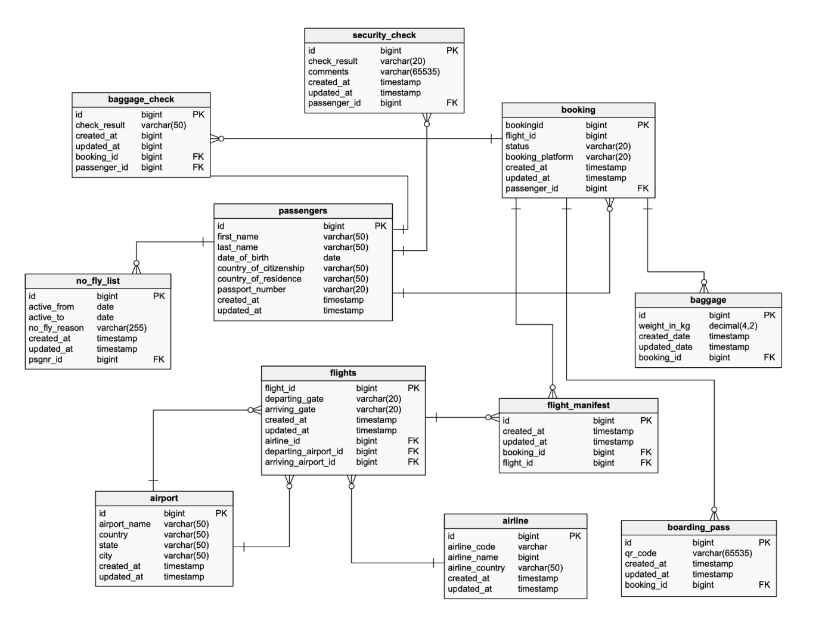 security_check
id bigint PK
check_result varchar(20)
comments varchar(65535)
created_at timestamp
updated_at timestamp
passenger_id bigint FK
baggage_check
id bigint PK
check_result varchar(50)
created_at bigint
updated_at bigint
booking_id bigint FK
passenger_id bigint FK
booking
bookingid bigint PK
flight_id bigint
status varchar(20)
booking_platform varchar(20)
created_at timestamp
updated_at timestamp
passenger_id bigint FK
passengers
id bigint PK
first_name varchar(50)
last_name varchar(50)
date_of_birth date
country_of_citizenship varchar(50)
country_of_residence varchar(50)
passport_number varchar(20)
created_at timestamp
updated_at timestamp
no_fly_list
id bigint PK
active_from date
active_to date
no_fly_reason varchar(255)
created_at timestamp
updated_at timestamp
psgnr_id bigint FK
baggage
id bigint PK
weight_in_kg decimal(4,2)
created_date timestamp
updated_date timestamp
booking_id bigint FK
flights
flight_id bigint PK
departing_gate varchar(20)
arriving_gate varchar(20)
created_at timestamp
updated_at timestamp
airline_id bigint FK
departing_airport_id bigint FK
arriving_airport_id bigint FK
flight_manifest
id bigint PK
created_at timestamp
updated_at timestamp
booking_id bigint FK
flight_id bigint FK
airport
id bigint PK
airport_name varchar(50)
country varchar(50)
state varchar(50)
city varchar(50)
created_at timestamp
updated_at timestamp
airline
id bigint PK
airline_code varchar
airline_name bigint
airline_country varchar(50)
created_at timestamp
updated_at timestamp
boarding_pass
id bigint PK
qr_code varchar(65535)
created_at timestamp
updated_at timestamp
booking_id bigint FK